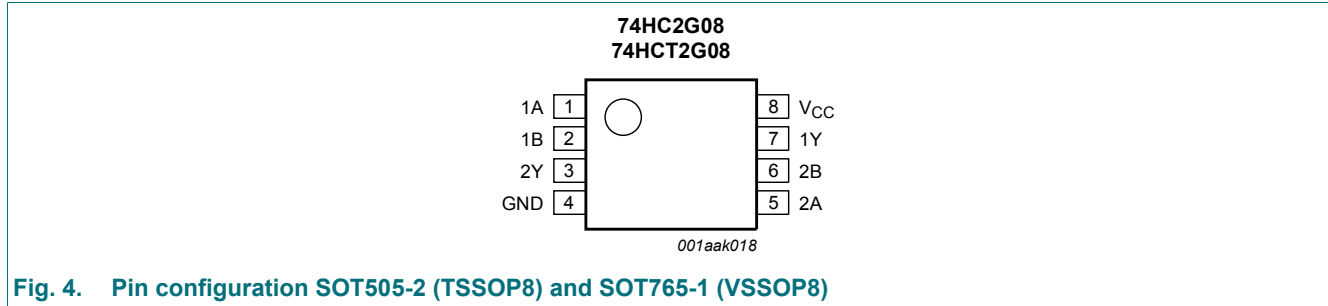 74HC2G08
74HCT2G08
1A 1 8 VCC
1B 2 7 1Y
2Y 3 6 2B
GND 4 5 2A
001aak018
Fig. 4. Pin configuration SOT505-2 (TSSOP8) and SOT765-1 (VSSOP8)